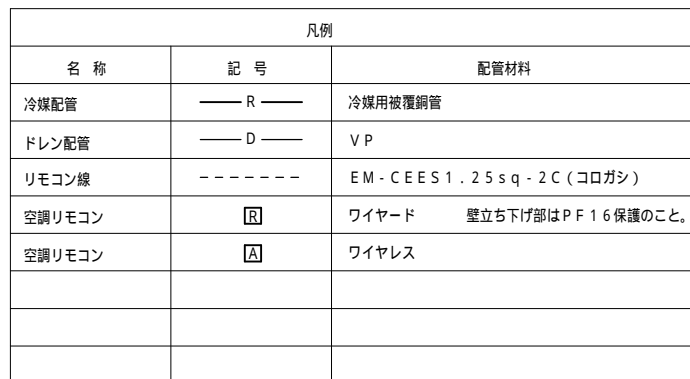 凡例
名 称 記 号 配管材料
冷媒配管 R 冷媒用被覆銅管
ドレン配管 D VP
リモコン線 EM-CEES1.25sq-2C(コロガシ)
空調リモコン R ワイヤード 壁立ち下げ部はPF16保護のこと。
空調リモコン A ワイヤレス